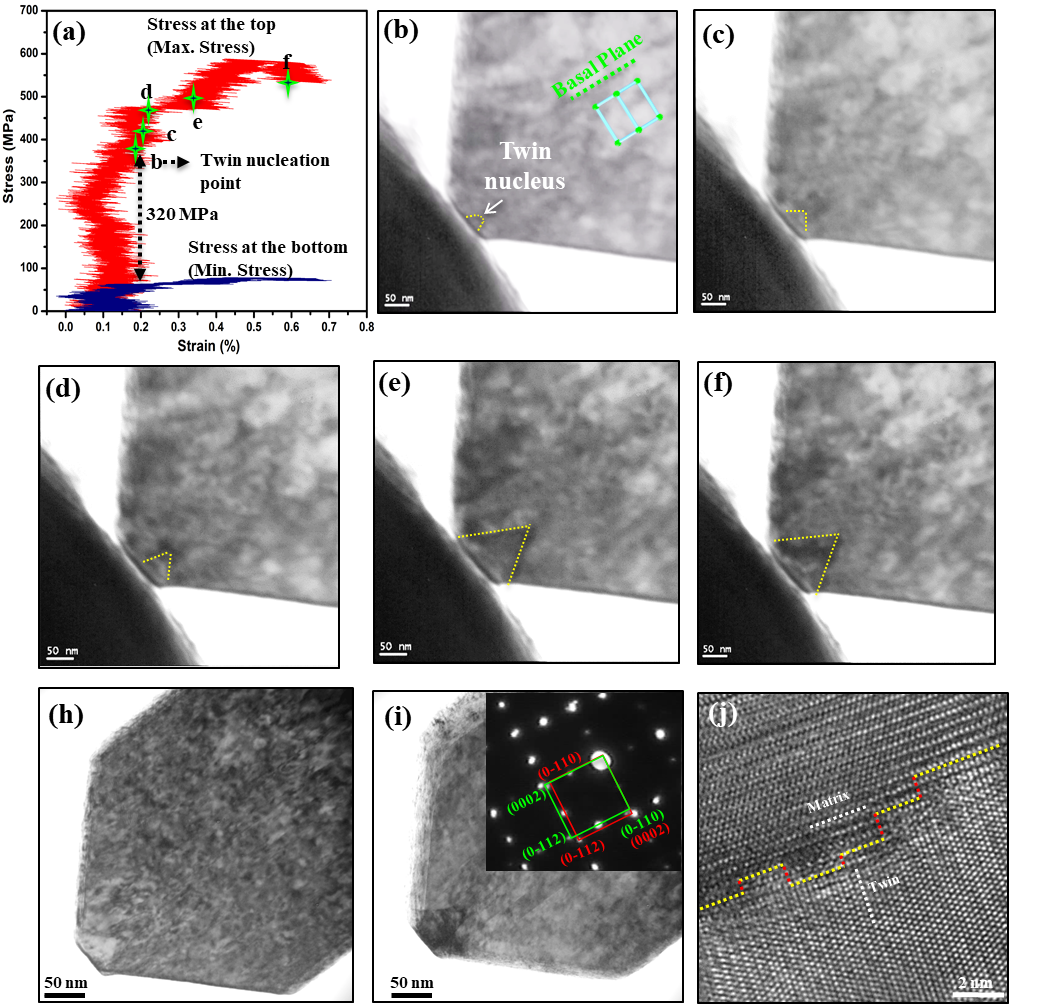 (a)
Stress at the top
(Max. Stress)
700
600
500
400
300
200
100
0
Stress (MPa)
f
d
e
c
b
Twin nucleation
point
320 MPa
Stress at the bottom
(Min. Stress)
0.0 0.1 0.2 0.3 0.4 0.5 0.6 0.7 0.8
Strain (%)
(b)
Basal Plane
Twin
nucleus
50 nm
(c)
50 nm
(d)
50 nm
(e)
50 nm
(f)
50 nm
(h)
50 nm
(i)
(0-110)
(0002)
(0-110)
(0-112)
(0002)
(0-112)
50 nm
(j)
Matrix
Twin
2 nm